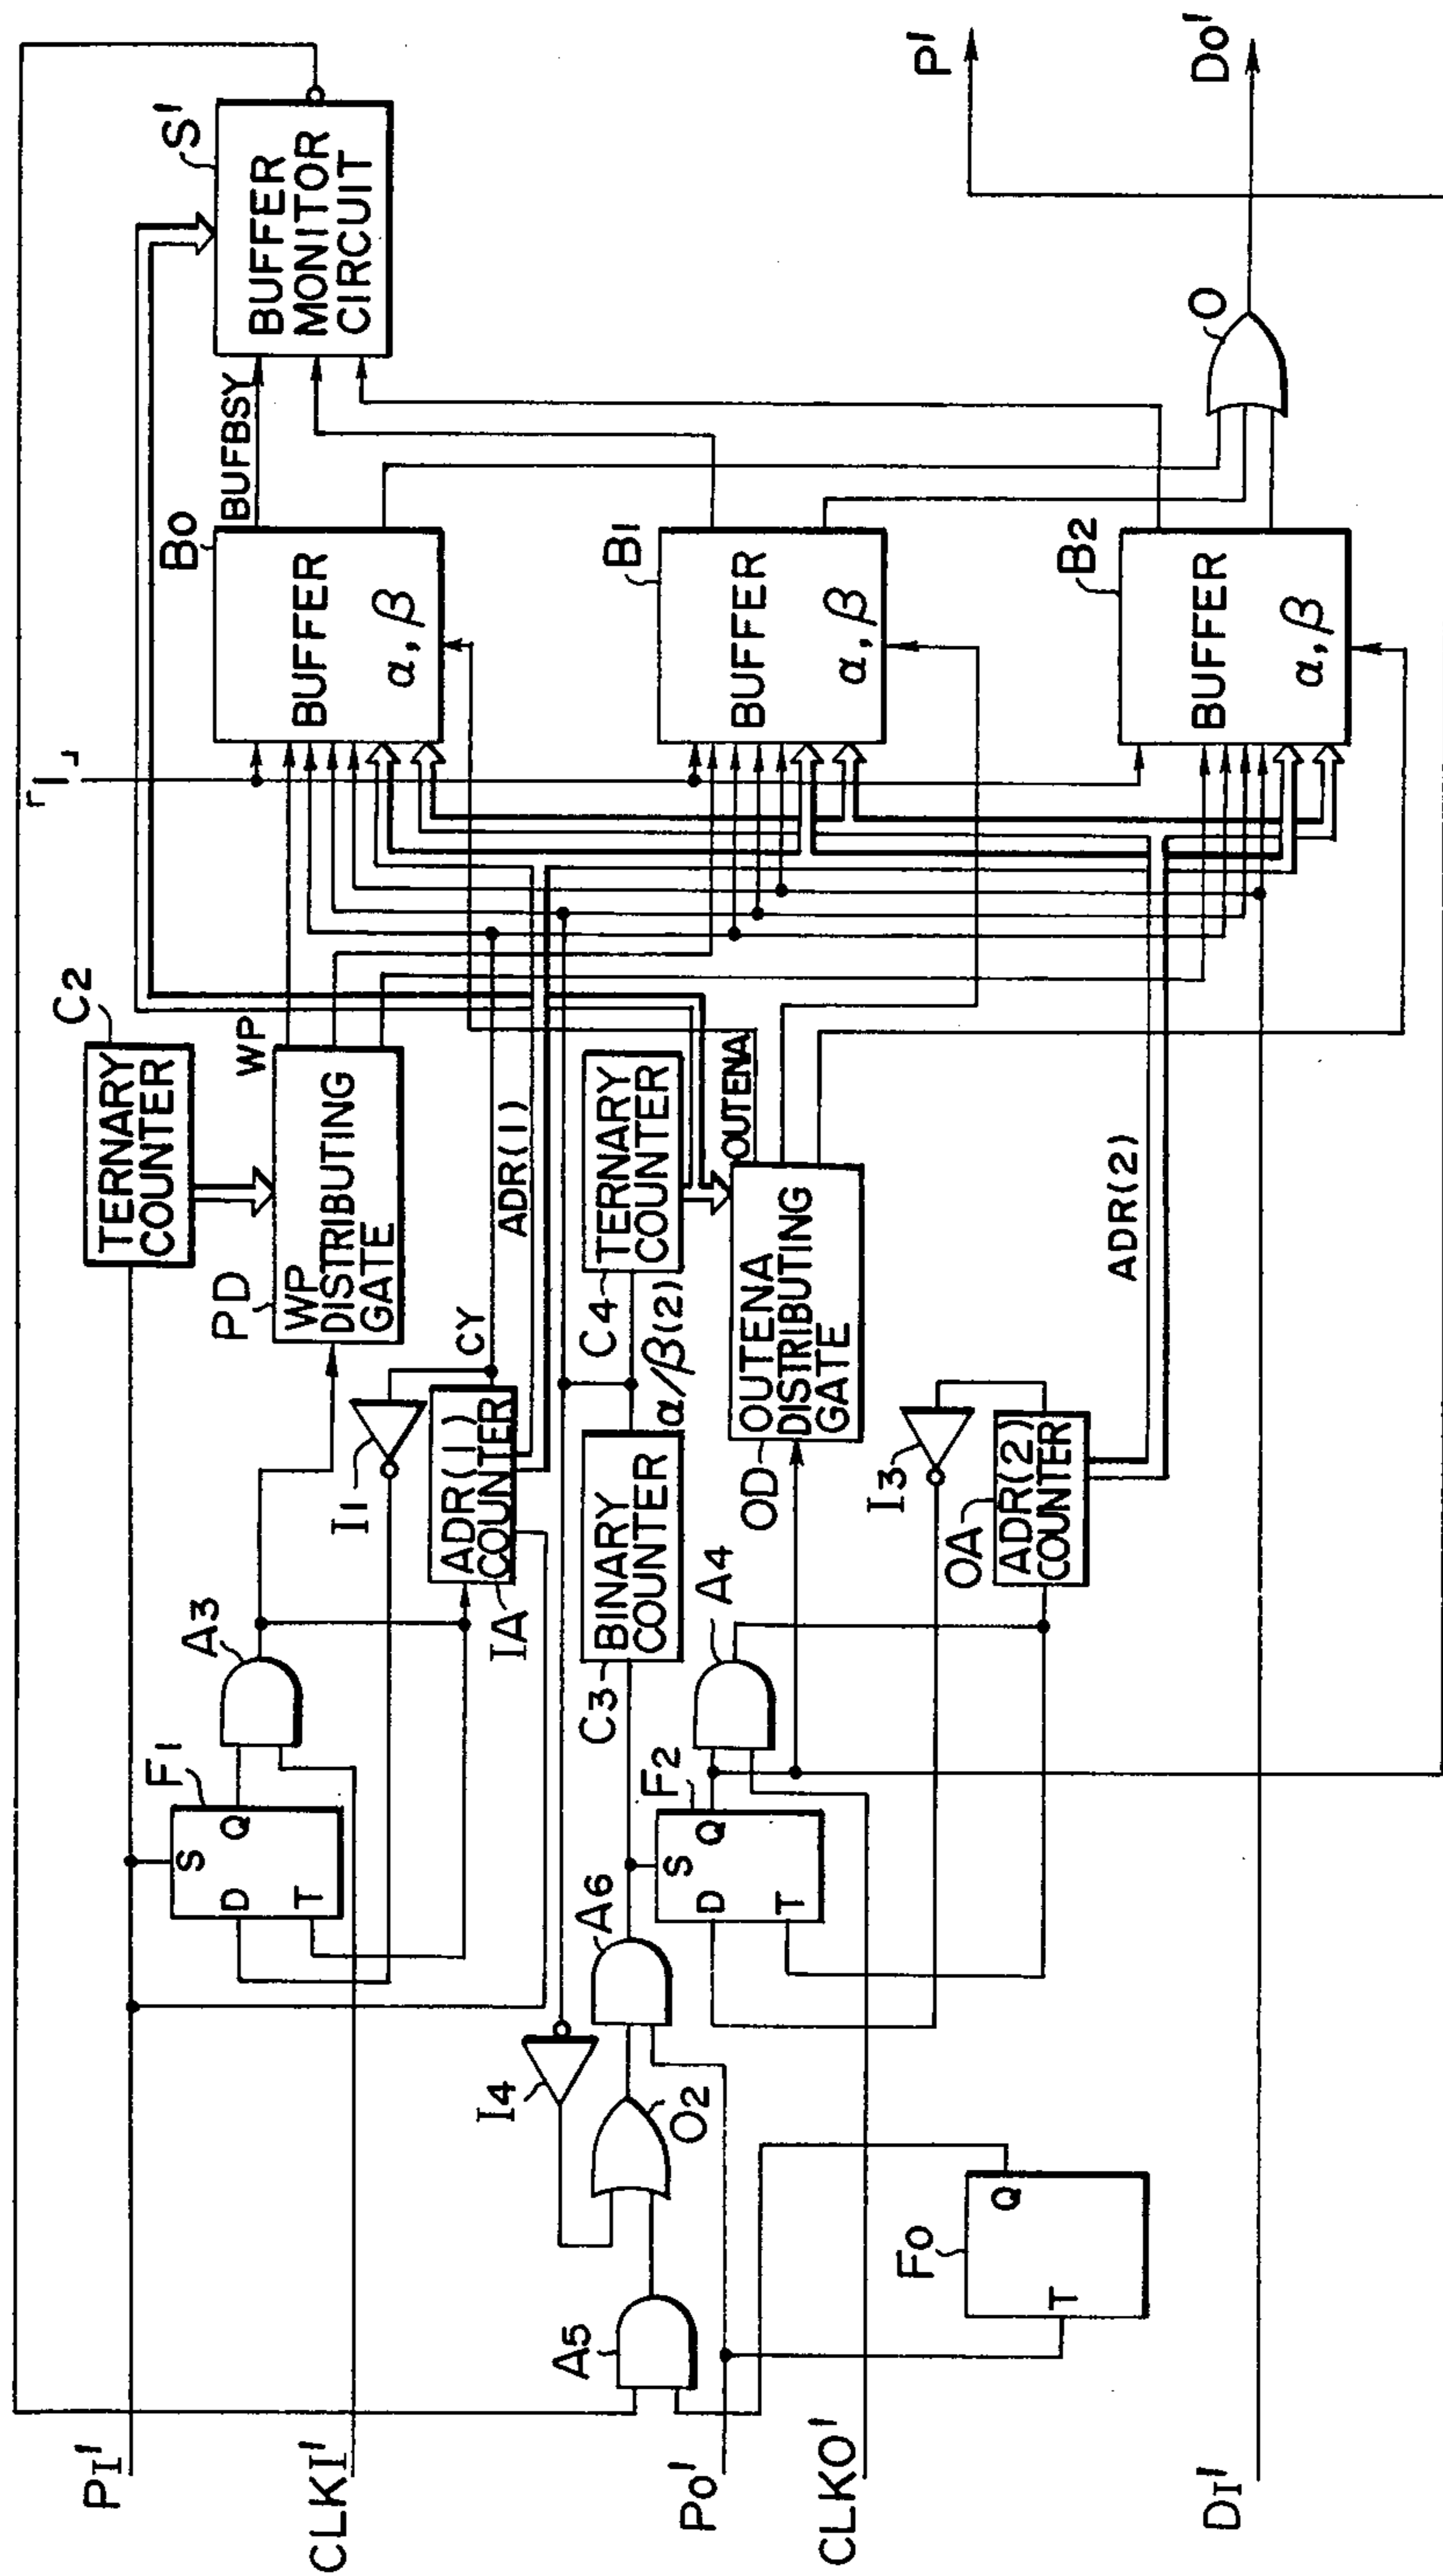 PI'
CLKI'
PO'
CLKO'
DI'
A5
FO
T
Q
I4
O2
A6
F1
S
D
Q
T
A3
F2
S
D
Q
T
A4
C3
BINARY
COUNTER
α/β(2)
IA
ADR(1)
COUNTER
I1
CY
ADR(1)
OA
ADR(2)
COUNTER
I3
ADR(2)
PD
WP
DISTRIBUTING
GATE
WP
C2
TERNARY
COUNTER
C4
TERNARY
COUNTER
OD
OUTENA
DISTRIBUTING
GATE
OUTENA
「1」
BO
BUFFER
α, β
BUFBSY
B1
BUFFER
α, β
B2
BUFFER
α, β
S'
BUFFER
MONITOR
CIRCUIT
O
P'
DO'